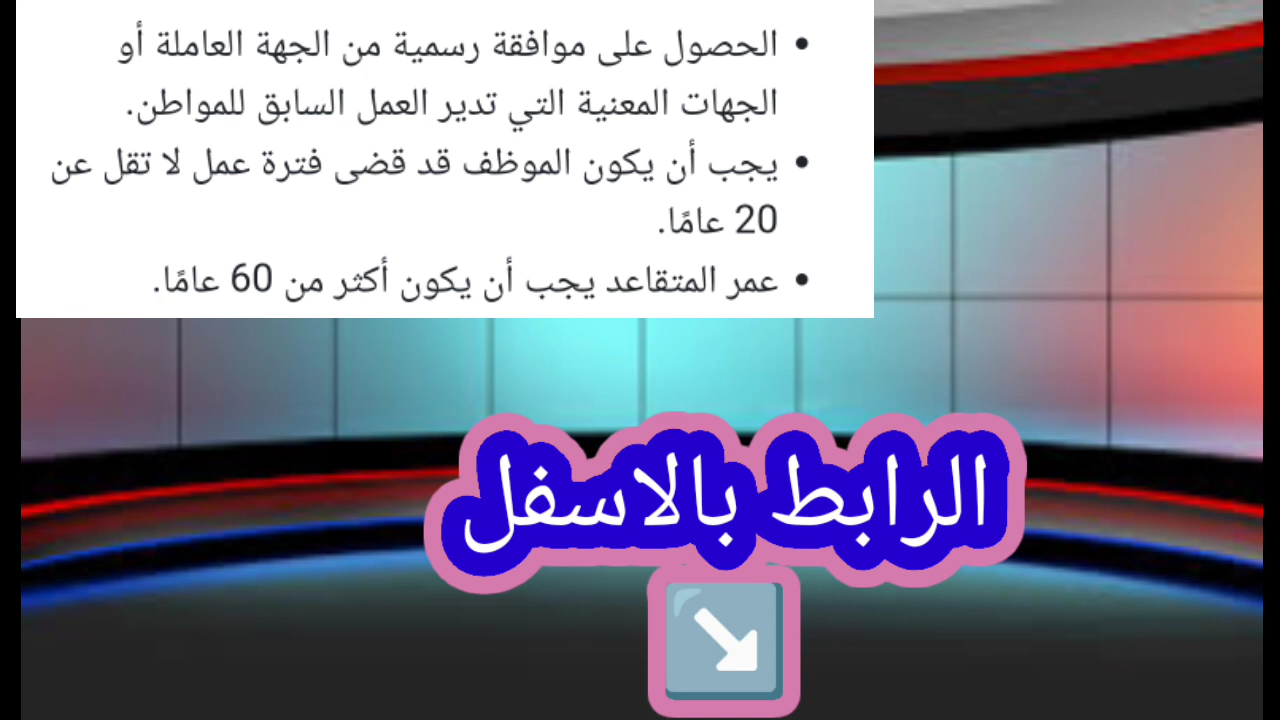 • الحصول على موافقة رسمية من الجهة العاملة أو
الجهات المعنية التي تدير العمل السابق للمواطن.
• يجب أن يكون الموظف قد قضى فترة عمل لا تقل عن
20 عامًا.
• عمر المتقاعد يجب أن يكون أكثر من 60 عامًا.
الرابط بالاسفل